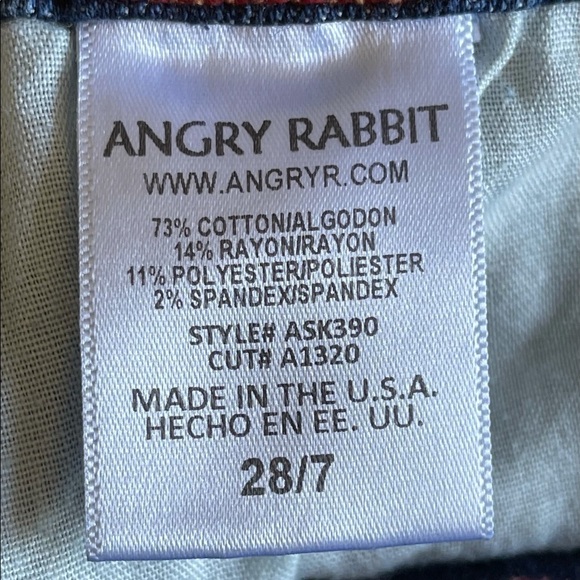 ANGRY RABBIT
WWW.ANGRYR.COM
73% COTTON/ALGODON
14% RAYON/RAYON
11% POLYESTER/POLIESTER
2% SPANDEX/SPANDEX
STYLE# ASK390
CUT# A1320
MADE IN THE U.S.A.
HECHO EN EE. UU.
28/7